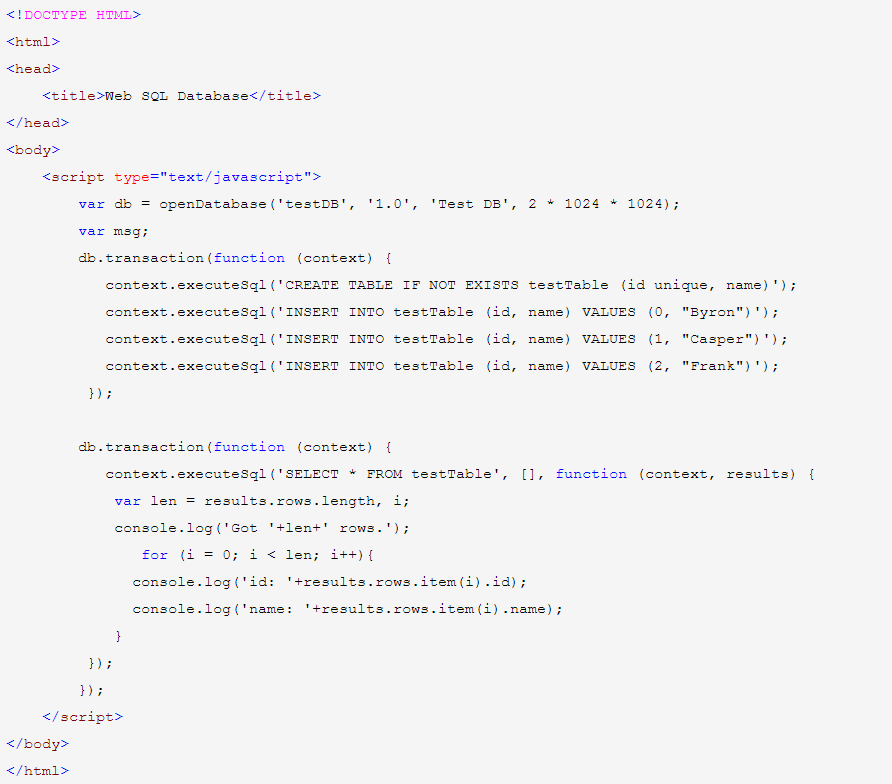 <!DOCTYPE HTML>
<html>
<head>
    <title>Web SQL Database</title>
</head>
<body>
    <script type="text/javascript">
        var db = openDatabase('testDB', '1.0', 'Test DB', 2 * 1024 * 1024);
        var msg;
        db.transaction(function (context) {
           context.executeSql('CREATE TABLE IF NOT EXISTS testTable (id unique, name)');
           context.executeSql('INSERT INTO testTable (id, name) VALUES (0, "Byron")');
           context.executeSql('INSERT INTO testTable (id, name) VALUES (1, "Casper")');
           context.executeSql('INSERT INTO testTable (id, name) VALUES (2, "Frank")');
         });

        db.transaction(function (context) {
           context.executeSql('SELECT * FROM testTable', [], function (context, results) {
            var len = results.rows.length, i;
            console.log('Got '+len+' rows.');
               for (i = 0; i < len; i++){
              console.log('id: '+results.rows.item(i).id);
              console.log('name: '+results.rows.item(i).name);
            }
         });
        });
    </script>
</body>
</html>